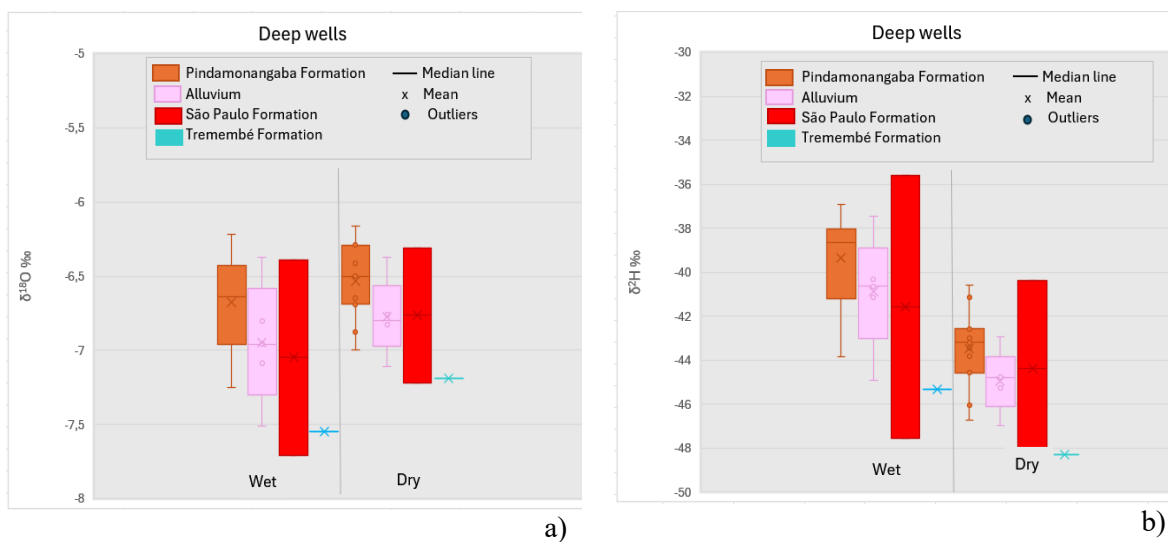 Deep wells
Pindamonangaba Formation
Median line
Alluvium
Mean
São Paulo Formation
Outliers
Tremembé Formation
-5
-5,5
-6
-6,5
-7
-7,5
-8
δ18O ‰
Wet
Dry
a)
Deep wells
Pindamonangaba Formation
Median line
Alluvium
Mean
São Paulo Formation
Outliers
Tremembé Formation
-30
-32
-34
-36
-38
-40
-42
-44
-46
-48
-50
δ2H ‰
Wet
Dry
b)